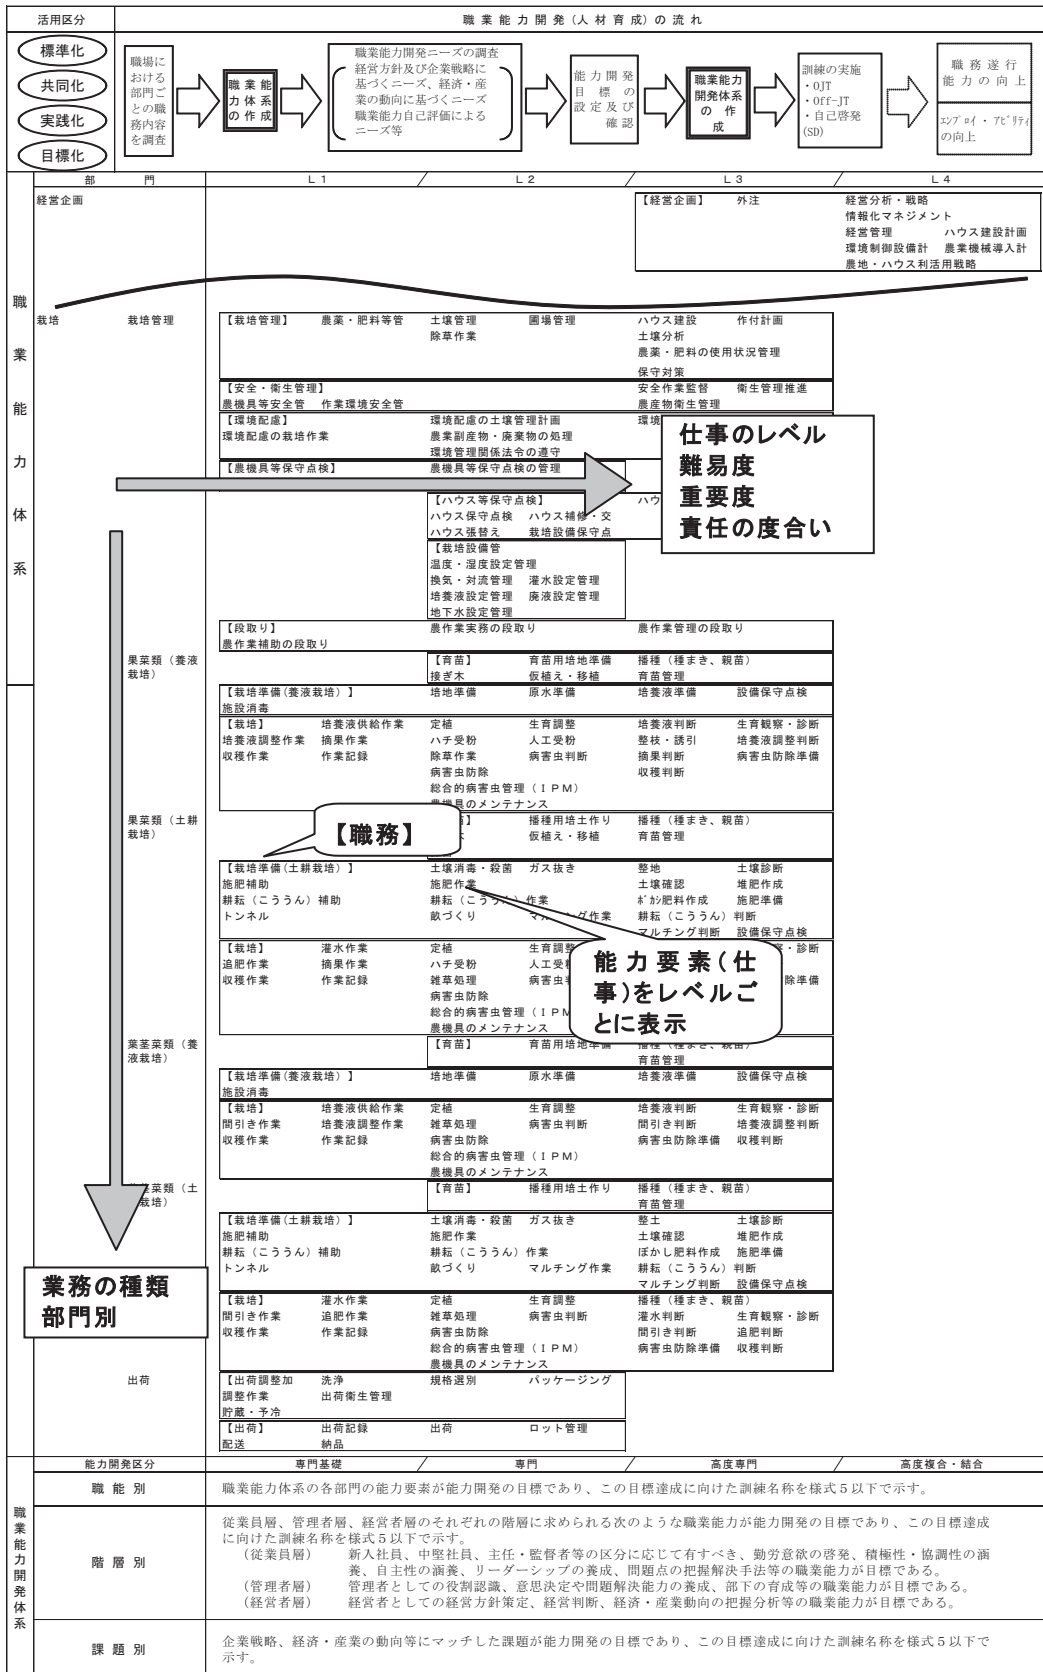 活用区分
職業能力開発(人材育成)の流れ
標準化
共同化
実践化
目標化
職場に
おける
部門ご
との職
務内容
を調査
職業能
力体系
の作成
職業能力開発ニーズの調査
経営方針及び企業戦略に
基づくニーズ、経済・産
業の動向に基づくニーズ
職業能力自己評価による
ニーズ等
能力開発
目標の
設定及び
確認
職業能力
開発体系
の作
成
訓練の実施
・OJT
・Off-JT
・自己啓発
(SD)
職務遂行
能力の向上
エンプロイ・アビリティ
の向上
職業能力体系
部 門 L1 L2 L3 L4
経営企画 【経営企画】 外注 経営分析・戦略
情報化マネジメント
経営管理 ハウス建設計画
環境制御設備計 農業機械導入計
農地・ハウス利活用戦略
栽培 栽培管理 【栽培管理】 農薬・肥料等管 土壌管理 圃場管理 ハウス建設 作付計画
除草作業 土壌分析
農薬・肥料の使用状況管理
保守対策
【安全・衛生管理】 安全作業監督 衛生管理推進
農機具等安全管 作業環境安全管 農産物衛生管理
【環境配慮】 環境配慮の土壌管理計画 環境
環境配慮の栽培作業 農業副産物・廃棄物の処理
環境管理関係法令の遵守
【農機具等保守点検】 農機具等保守点検の管理
仕事のレベル
難易度
重要度
責任の度合い
【ハウス等保守点検】 ハウ
ハウス保守点検 ハウス補修・交
ハウス張替え 栽培設備保守点
【栽培設備管
温度・湿度設定管理
換気・対流管理 灌水設定管理
培養液設定管理 廃液設定管理
地下水設定管理
【段取り】 農作業実務の段取り 農作業管理の段取り
農作業補助の段取り
果菜類（養液 【育苗】 育苗用培地準備 播種（種まき、親苗）
栽培） 接ぎ木 仮植え・移植 育苗管理
【栽培準備(養液栽培）】 培地準備 原水準備 培養液準備 設備保守点検
施設消毒
【栽培】 培養液供給作業 定植 生育調整 培養液判断 生育観察・診断
培養液調整作業 摘果作業 ハチ受粉 人工受粉 整枝・誘引 培養液調整判断
収穫作業 作業記録 除草作業 病害虫判断 摘果判断 病害虫防除準備
病害虫防除 収穫判断
総合的病害虫管理（ＩＰＭ）
農機具のメンテナンス
果菜類（土耕 】 播種用培土作り 播種（種まき、親苗）
栽培） 仮植え・移植 育苗管理
【職務】
【栽培準備(土耕栽培）】 土壌消毒・殺菌 ガス抜き 整地 土壌診断
施肥補助 施肥作業 土壌確認 堆肥作成
耕耘（こううん）補助 耕耘（こううん）作業 ボカシ肥料作成 施肥準備
トンネル 畝づくり マルチング作業 耕耘（こううん）判断
マルチング判断 設備保守点検
【栽培】 灌水作業 定植 生育調整 察・診断
追肥作業 摘果作業 ハチ受粉 人工受粉
収穫作業 作業記録 雑草処理 病害虫 除準備
病害虫防除
総合的病害虫管理（ＩＰＭ
農機具のメンテナンス
能力要素(仕
事)をレベルご
とに表示
葉茎菜類（養 【育苗】 育苗用培地準備 播種（種まき、親苗）
液栽培） 育苗管理
【栽培準備(養液栽培）】 培地準備 原水準備 培養液準備 設備保守点検
施設消毒
【栽培】 培養液供給作業 定植 生育調整 培養液判断 生育観察・診断
間引き作業 培養液調整作業 雑草処理 病害虫判断 間引き判断 培養液調整判断
収穫作業 作業記録 病害虫防除 病害虫防除準備 収穫判断
総合的病害虫管理（ＩＰＭ）
農機具のメンテナンス
茎菜類（土 【育苗】 播種用培土作り 播種（種まき、親苗）
栽培） 育苗管理
【栽培準備(土耕栽培）】 土壌消毒・殺菌 ガス抜き 整土 土壌診断
施肥補助 施肥作業 土壌確認 堆肥作成
耕耘（こううん）補助 耕耘（こううん）作業 ぼかし肥料作成 施肥準備
トンネル 畝づくり マルチング作業 耕耘（こううん）判断
マルチング判断 設備保守点検
業務の種類
部門別
【栽培】 灌水作業 定植 生育調整 播種（種まき、親苗）
間引き作業 追肥作業 雑草処理 病害虫判断 灌水判断 生育観察・診断
収穫作業 作業記録 病害虫防除 間引き判断 追肥判断
総合的病害虫管理（ＩＰＭ） 病害虫防除準備 収穫判断
農機具のメンテナンス
出荷 【出荷調整加 洗浄 規格選別 パッケージング
調整作業 出荷衛生管理
貯蔵・予冷
【出荷】 出荷記録 出荷 ロット管理
配送 納品
職業能力開発体系
能力開発区分 専門基礎 専門 高度専門 高度複合・結合
職能別 職業能力体系の各部門の能力要素が能力開発の目標であり、この目標達成に向けた訓練名称を様式５以下で示す。
階層別 従業員層、管理者層、経営者層のそれぞれの階層に求められる次のような職業能力が能力開発の目標であり、この目標達成
に向けた訓練名称を様式５以下で示す。
（従業員層） 新入社員、中堅社員、主任・監督者等の区分に応じて有すべき、勤労意欲の啓発、積極性・協調性の涵
養、自主性の涵養、リーダーシップの養成、問題点の把握解決手法等の職業能力が目標である。
（管理者層） 管理者としての役割認識、意思決定や問題解決能力の養成、部下の育成等の職業能力が目標である。
（経営者層） 経営者としての経営方針策定、経営判断、経済・産業動向の把握分析等の職業能力が目標である。
課題別 企業戦略、経済・産業の動向等にマッチした課題が能力開発の目標であり、この目標達成に向けた訓練名称を様式５以下で
示す。